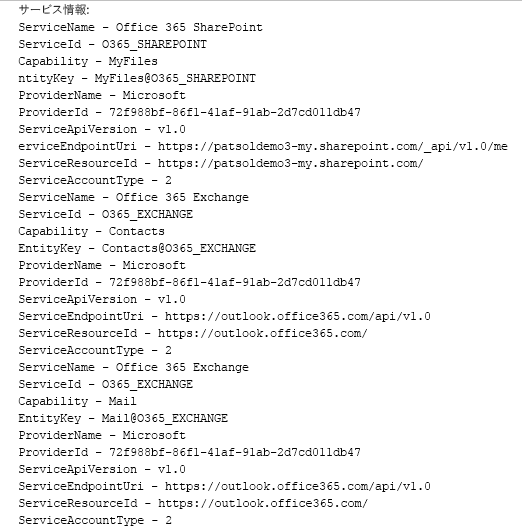 サービス情報:
ServiceName - Office 365 SharePoint
ServiceId - O365_SHAREPOINT
Capability - MyFiles
ntityKey - MyFiles@O365_SHAREPOINT
ProviderName - Microsoft
ProviderId - 72f988bf-86f1-41af-91ab-2d7cd011db47
ServiceApiVersion - v1.0
erviceEndpointUri - https://patsoldemo3-my.sharepoint.com/_api/v1.0/me
ServiceResourceId - https://patsoldemo3-my.sharepoint.com/
ServiceAccountType - 2
ServiceName - Office 365 Exchange
ServiceId - O365_EXCHANGE
Capability - Contacts
EntityKey - Contacts@O365_EXCHANGE
ProviderName - Microsoft
ProviderId - 72f988bf-86f1-41af-91ab-2d7cd011db47
ServiceApiVersion - v1.0
ServiceEndpointUri - https://outlook.office365.com/api/v1.0
ServiceResourceId - https://outlook.office365.com/
ServiceAccountType - 2
ServiceName - Office 365 Exchange
ServiceId - O365_EXCHANGE
Capability - Mail
EntityKey - Mail@O365_EXCHANGE
ProviderName - Microsoft
ProviderId - 72f988bf-86f1-41af-91ab-2d7cd011db47
ServiceApiVersion - v1.0
ServiceEndpointUri - https://outlook.office365.com/api/v1.0
ServiceResourceId - https://outlook.office365.com/
ServiceAccountType - 2